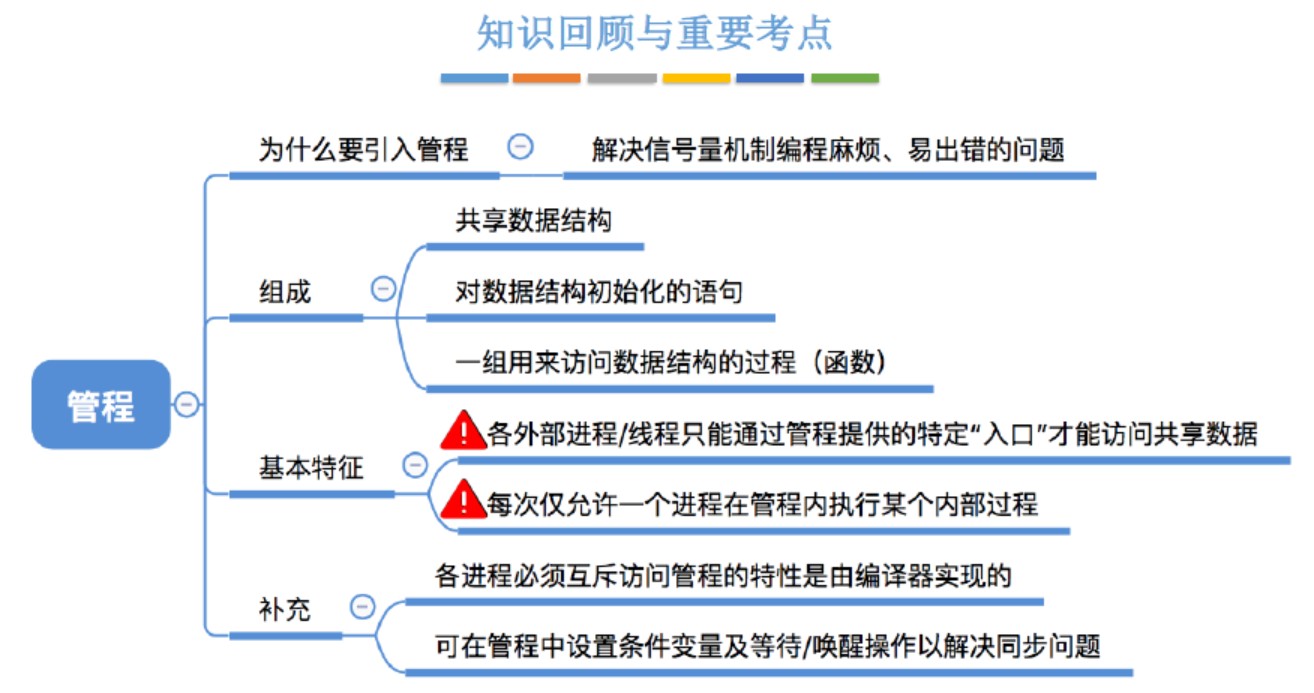 知识回顾与重要考点
为什么要引入管程
解决信号量机制编程麻烦、易出错的问题
共享数据结构
组成
对数据结构初始化的语句
一组用来访问数据结构的过程（函数）
管程
各外部进程/线程只能通过管程提供的特定“入口”才能访问共享数据
基本特征
每次仅允许一个进程在管程内执行某个内部过程
各进程必须互斥访问管程的特性是由编译器实现的
补充
可在管程中设置条件变量及等待/唤醒操作以解决同步问题